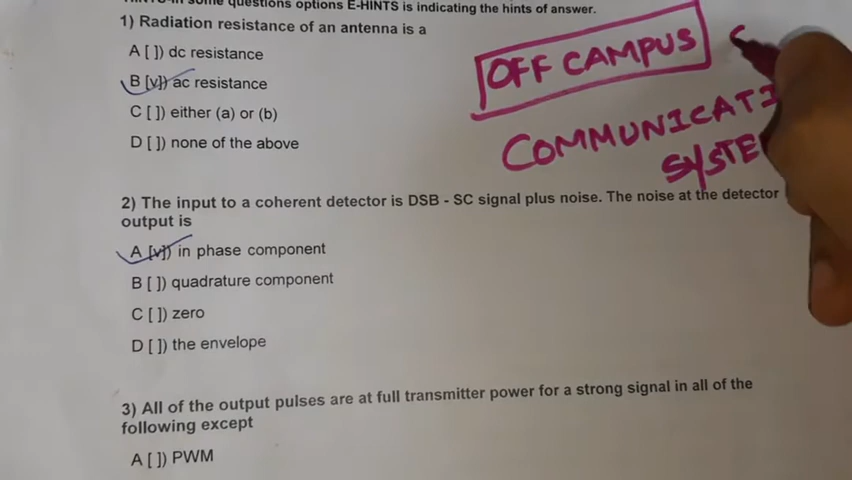 some questions options E-HINTS is indicating the hints of answer.
1) Radiation resistance of an antenna is a
A [ ]) dc resistance
B [v]) ac resistance
C [ ]) either (a) or (b)
D [ ]) none of the above
OFF CAMPUS
COMMUNICATI
SYSTE
2) The input to a coherent detector is DSB - SC signal plus noise. The noise at the detector
output is
A [v]) in phase component
B [ ]) quadrature component
C [ ]) zero
D [ ]) the envelope
3) All of the output pulses are at full transmitter power for a strong signal in all of the
following except
A [ ]) PWM